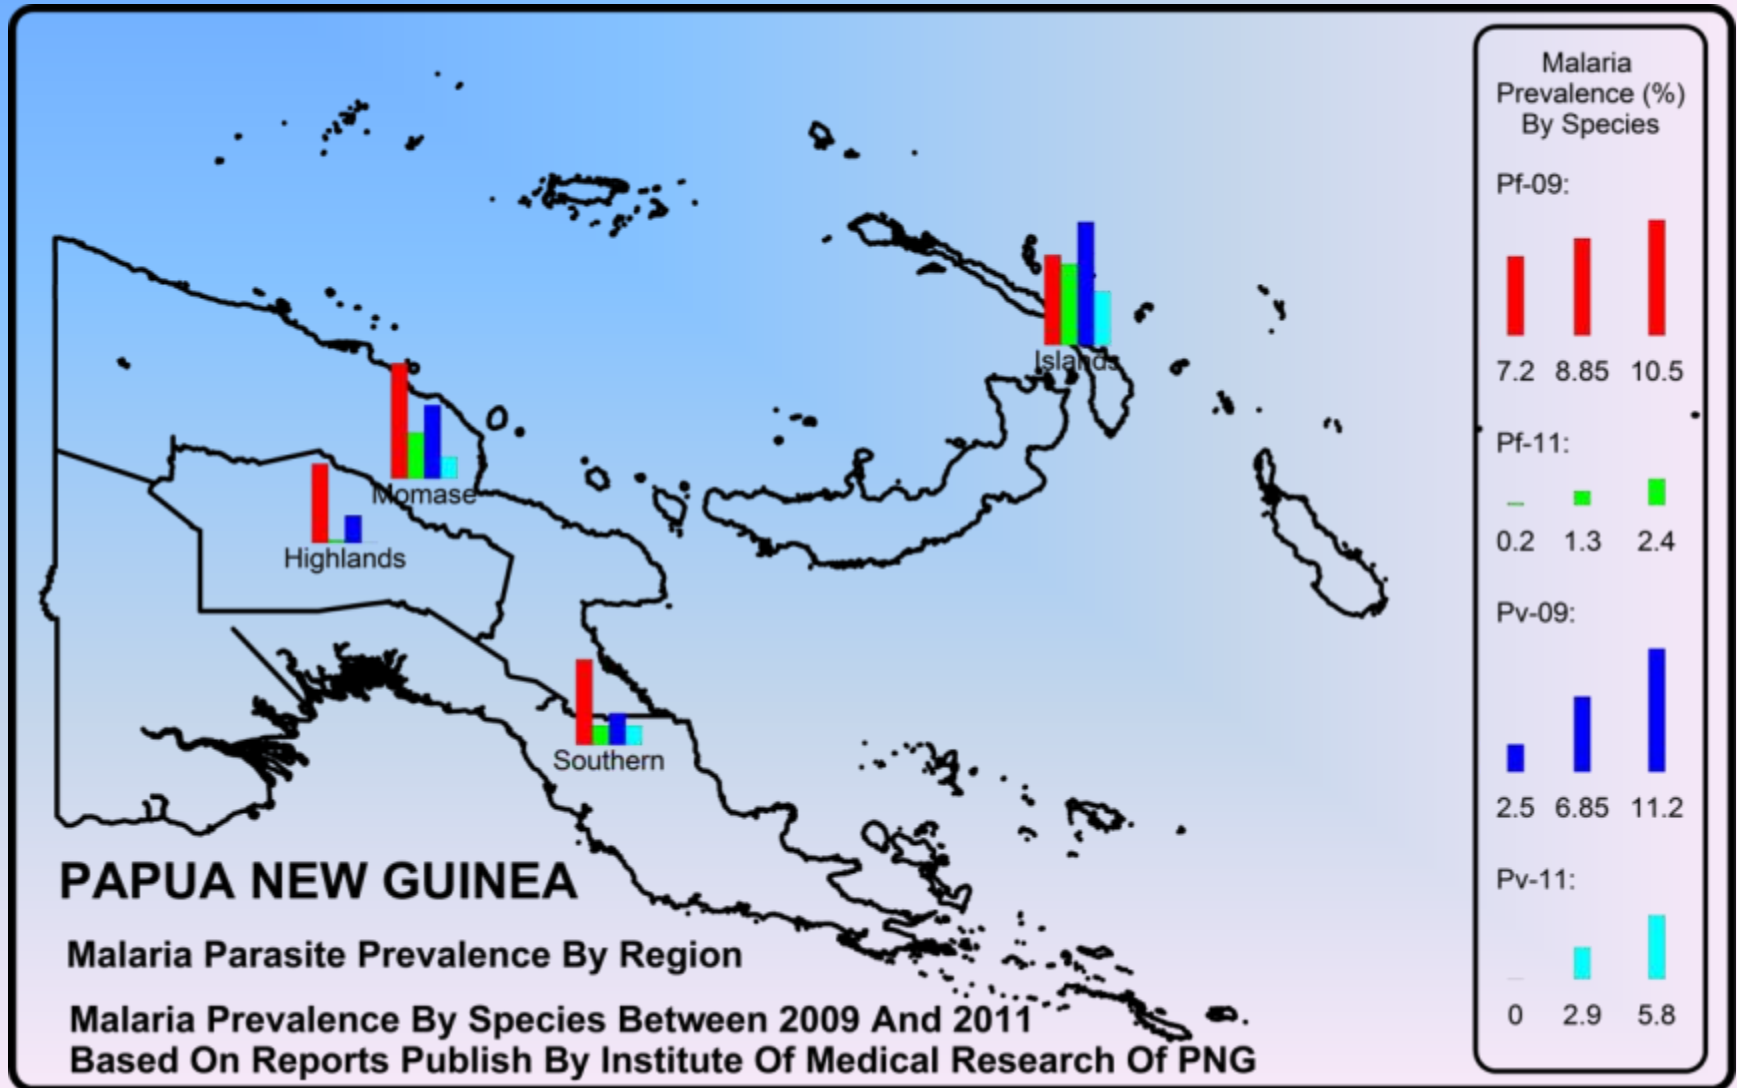 Malaria
Prevalence (%)
By Species
Pf-09:
7.2 8.85 10.5
Pf-11:
0.2 1.3 2.4
Pv-09:
2.5 6.85 11.2
Pv-11:
0 2.9 5.8
Islands
Momase
Highlands
Southern
PAPUA NEW GUINEA
Malaria Parasite Prevalence By Region
Malaria Prevalence By Species Between 2009 And 2011
Based On Reports Publish By Institute Of Medical Research Of PNG